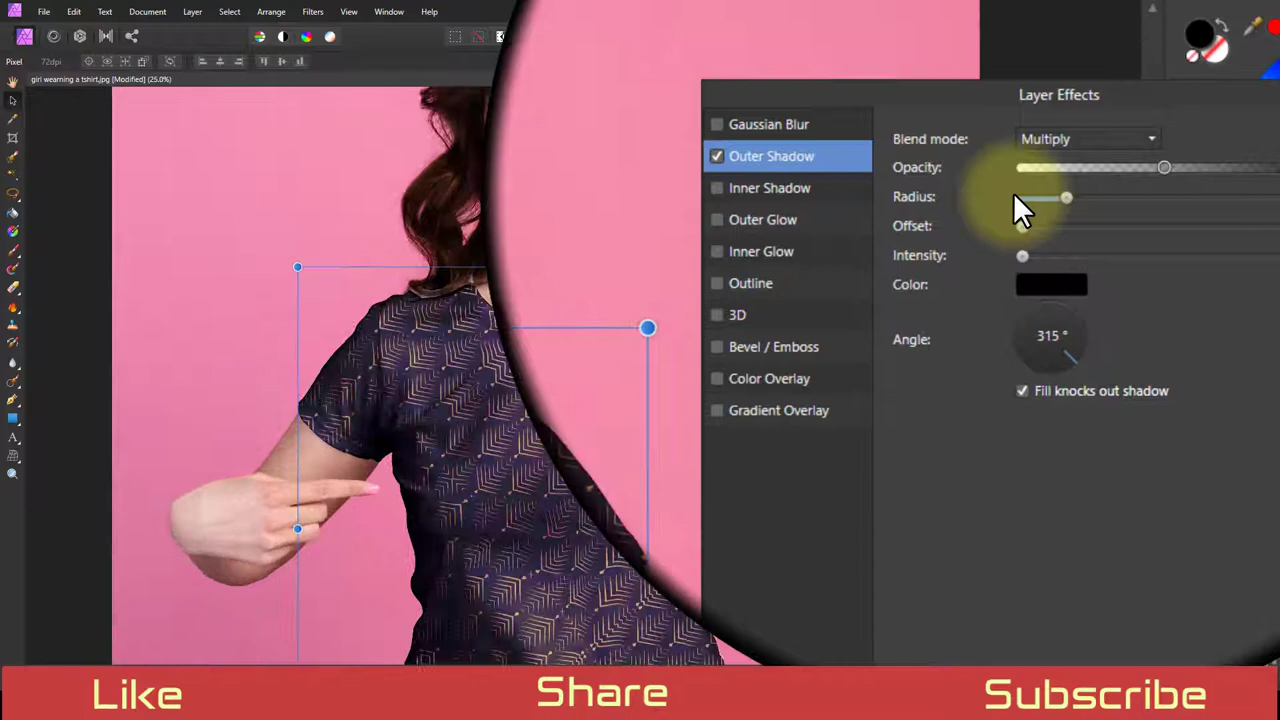 File Edit Text Document Layer Select Arrange Filters View Window Help
Pixel 72dpi
girl wearning a tshirt.jpg [Modified] (25.0%)
Layer Effects
Gaussian Blur
Outer Shadow
Inner Shadow
Outer Glow
Inner Glow
Outline
3D
Bevel / Emboss
Color Overlay
Gradient Overlay
Blend mode: Multiply
Opacity:
Radius:
Offset:
Intensity:
Color:
Angle: 315 °
Fill knocks out shadow
Like Share Subscribe